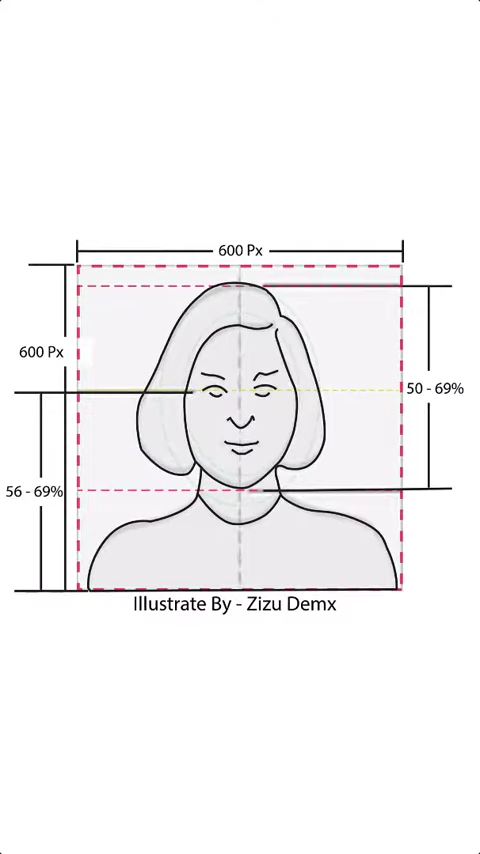 600 Px
600 Px
50 - 69%
56 - 69%
Illustrate By - Zizu Demx